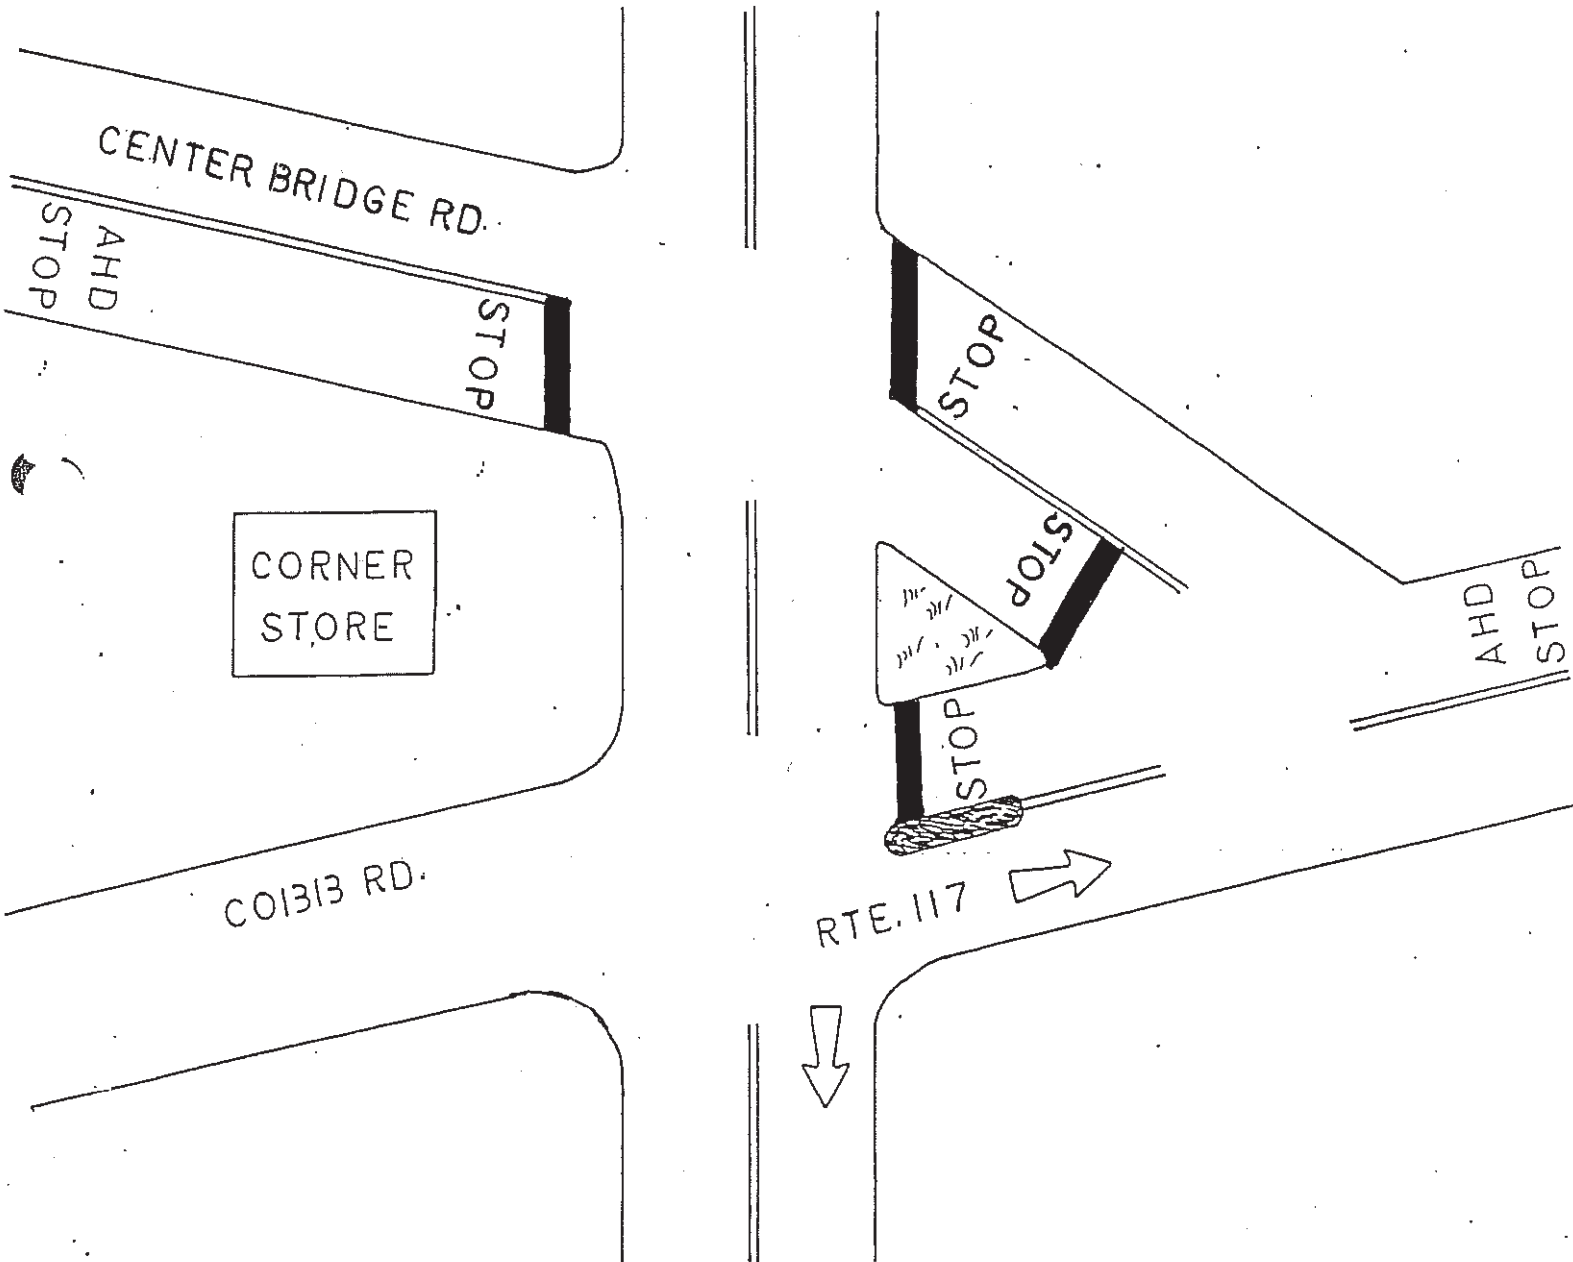 CENTER BRIDGE RD.
STOP
AHD
STOP
STOP
STOP
CORNER
STORE
AHD
STOP
STOP
CO1313 RD.
RTE. 117